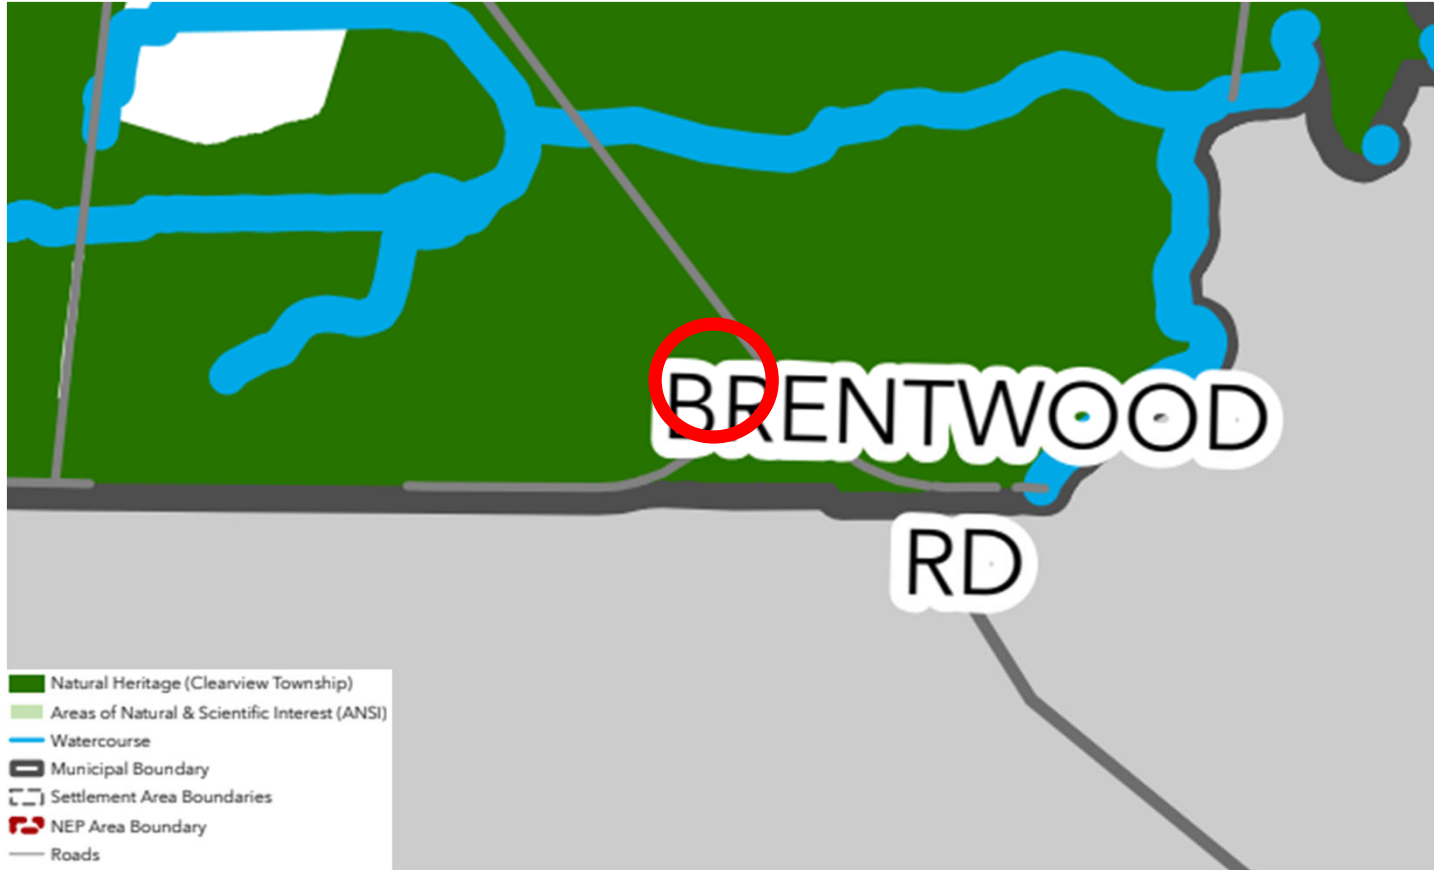 BRENTWOOD
RD
Natural Heritage (Clearview Township)
Areas of Natural & Scientific Interest (ANSI)
Watercourse
Municipal Boundary
Settlement Area Boundaries
NEP Area Boundary
Roads